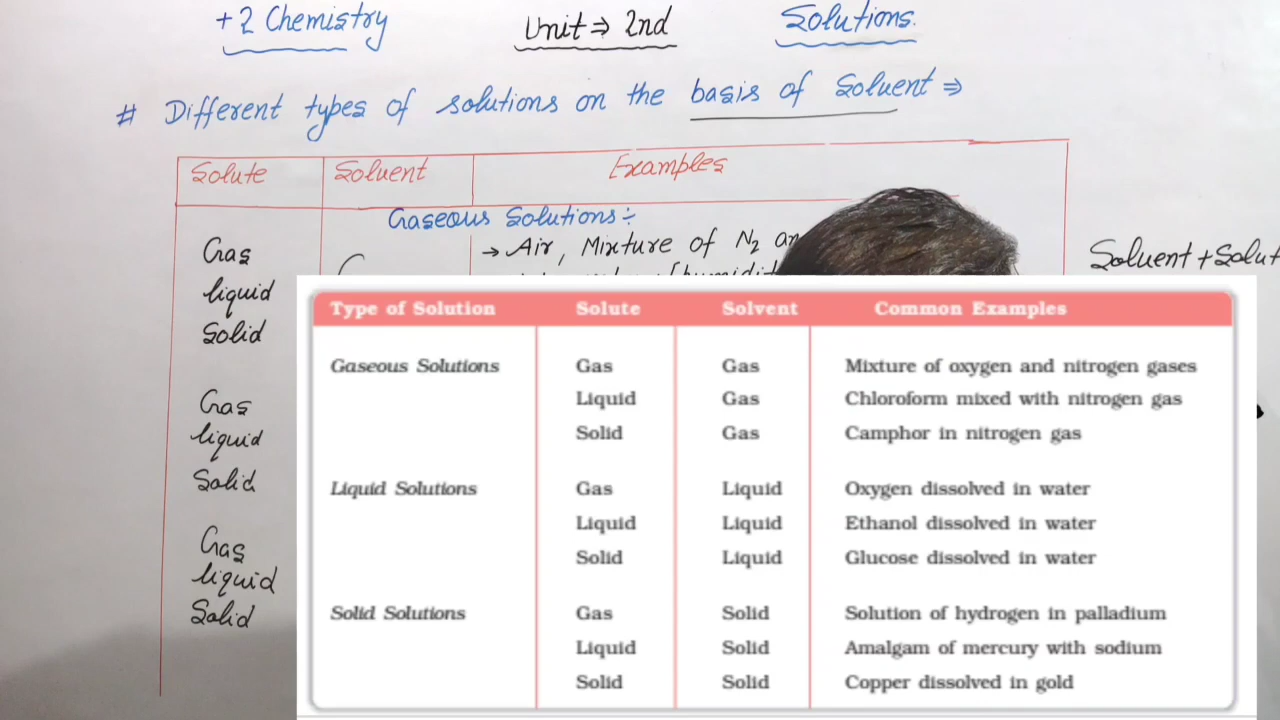 +2 Chemistry Unit ⇒ 2nd Solutions.
# Different types of solutions on the basis of Solvent ⇒
Solute Solvent Examples
Gaseous Solutions ÷
Gas → Air, Mixture of N₂
liquid
Solid
Gas
liquid
Solid
Gas
liquid
Solid
Solvent +
Type of Solution Solute Solvent Common Examples
Gaseous Solutions Gas Gas Mixture of oxygen and nitrogen gases
Liquid Gas Chloroform mixed with nitrogen gas
Solid Gas Camphor in nitrogen gas
Liquid Solutions Gas Liquid Oxygen dissolved in water
Liquid Liquid Ethanol dissolved in water
Solid Liquid Glucose dissolved in water
Solid Solutions Gas Solid Solution of hydrogen in palladium
Liquid Solid Amalgam of mercury with sodium
Solid Solid Copper dissolved in gold